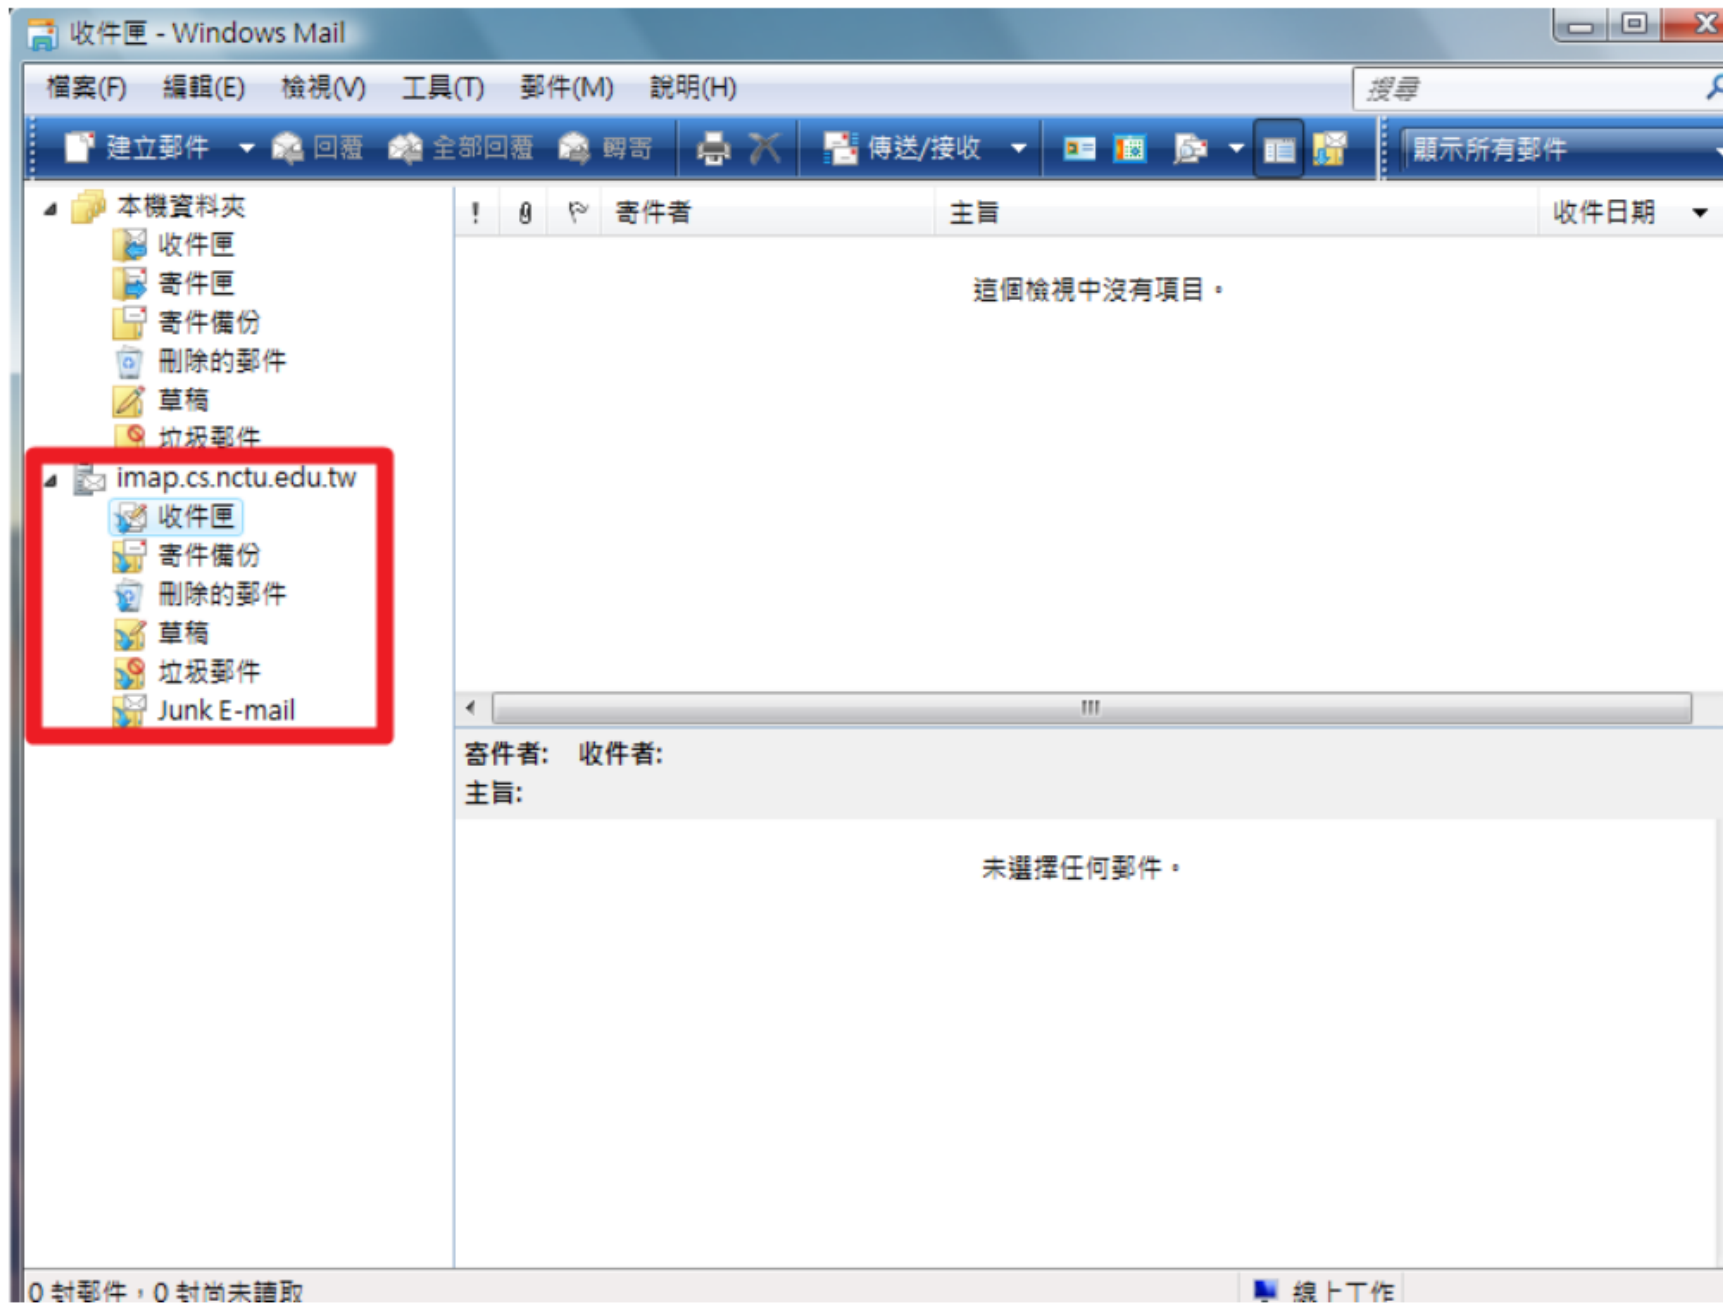 收件匣 - Windows Mail
檔案(F) 編輯(E) 檢視(V) 工具(T) 郵件(M) 說明(H) 搜尋
建立郵件 回覆 全部回覆 轉寄 傳送/接收 顯示所有郵件
本機資料夾
收件匣
寄件匣
寄件備份
刪除的郵件
草稿
垃圾郵件
imap.cs.nctu.edu.tw
收件匣
寄件備份
刪除的郵件
草稿
垃圾郵件
Junk E-mail
! 寄件者 主旨 收件日期
這個檢視中沒有項目。
寄件者: 收件者:
主旨:
未選擇任何郵件。
0 封郵件，0 封尚未讀取 線上工作